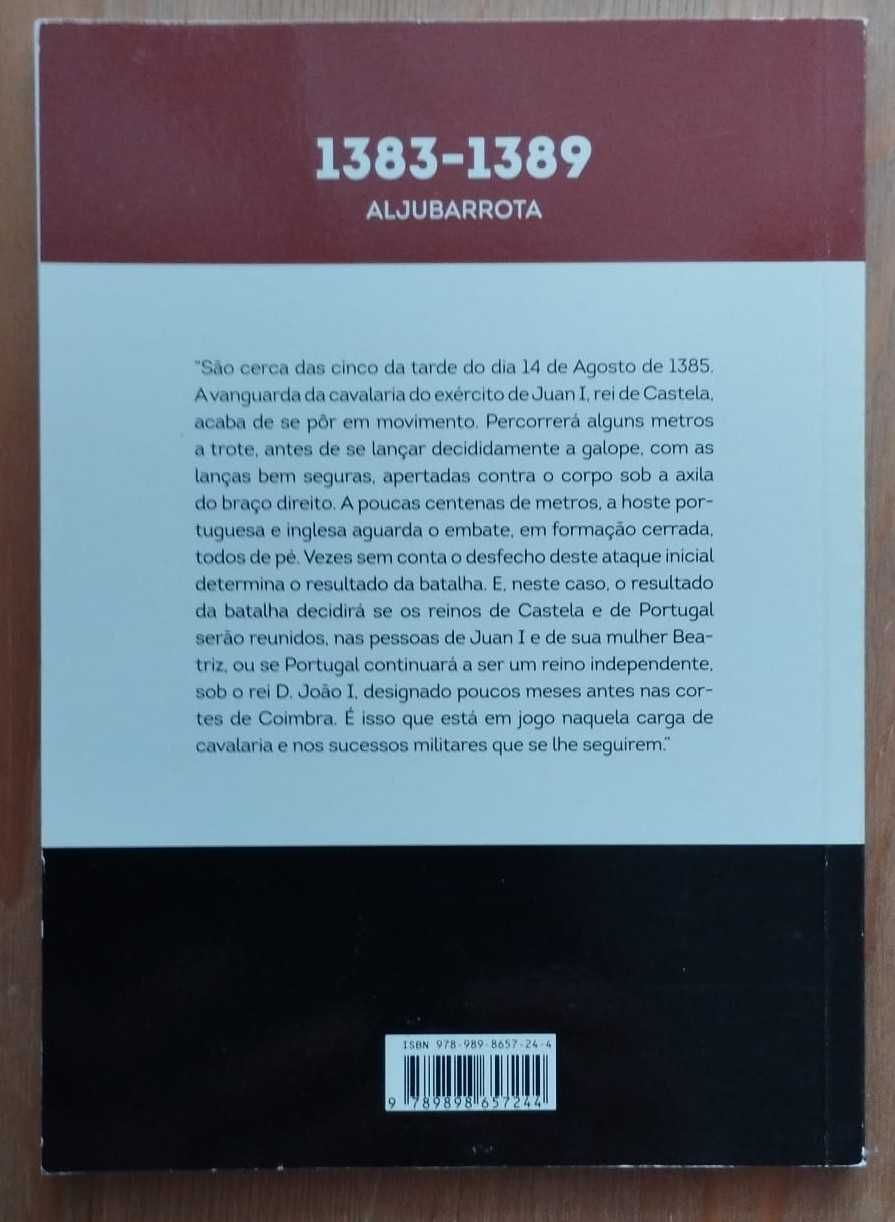 1383-1389
ALJUBARROTA
"São cerca das cinco da tarde do dia 14 de Agosto de 1385.
A vanguarda da cavalaria do exército de Juan I, rei de Castela,
acaba de se pôr em movimento. Percorrerá alguns metros
a trote, antes de se lançar decididamente a galope, com as
lanças bem seguras, apertadas contra o corpo sob a axila
do braço direito. A poucas centenas de metros, a hoste por-
tuguesa e inglesa aguarda o embate, em formação cerrada,
todos de pé. Vezes sem conta o desfecho deste ataque inicial
determina o resultado da batalha. E, neste caso, o resultado
da batalha decidirá se os reinos de Castela e de Portugal
serão reunidos, nas pessoas de Juan I e de sua mulher Bea-
triz, ou se Portugal continuará a ser um reino independente,
sob o rei D. João I, designado poucos meses antes nas cor-
tes de Coimbra. É isso que está em jogo naquela carga de
cavalaria e nos sucessos militares que se lhe seguirem."
ISBN 978-989-8657-24-4
9 789898 657244